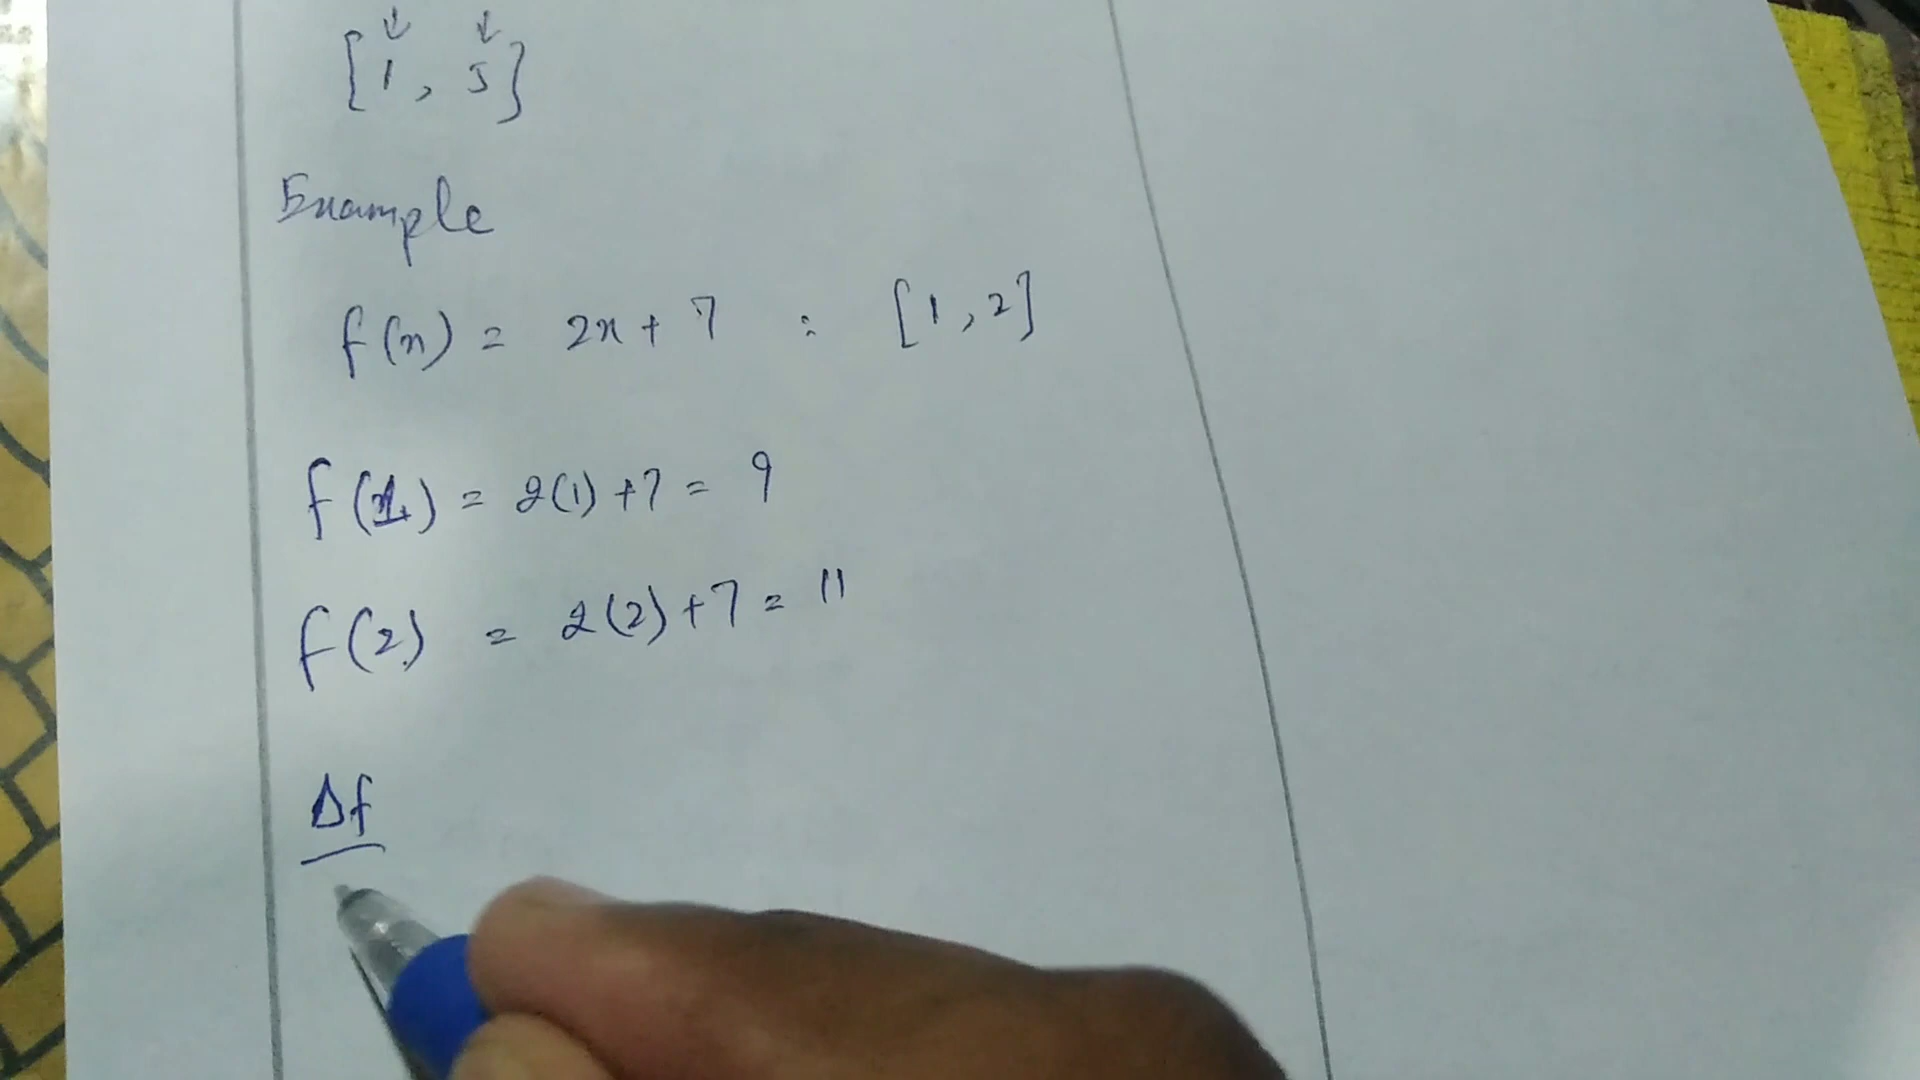 ↓ ↓
[1, 5]
Example
f(x) = 2x + 7 : [1, 2]
f(1) = 2(1) + 7 = 9
f(2) = 2(2) + 7 = 11
Δf